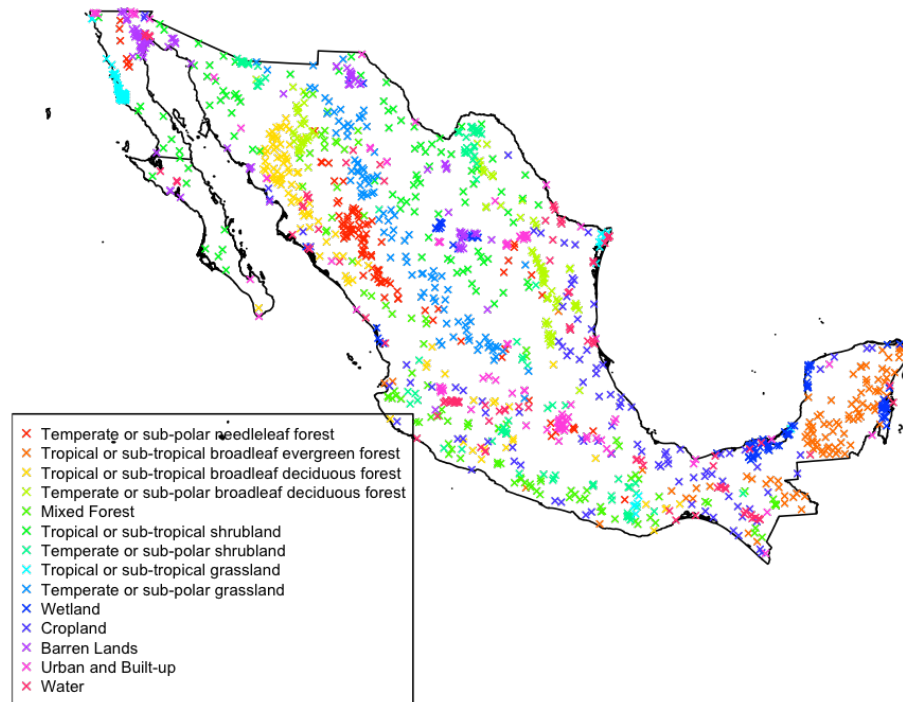 Temperate or sub-polar needleleaf forest
Tropical or sub-tropical broadleaf evergreen forest
Tropical or sub-tropical broadleaf deciduous forest
Temperate or sub-polar broadleaf deciduous forest
Mixed Forest
Tropical or sub-tropical shrubland
Temperate or sub-polar shrubland
Tropical or sub-tropical grassland
Temperate or sub-polar grassland
Wetland
Cropland
Barren Lands
Urban and Built-up
Water